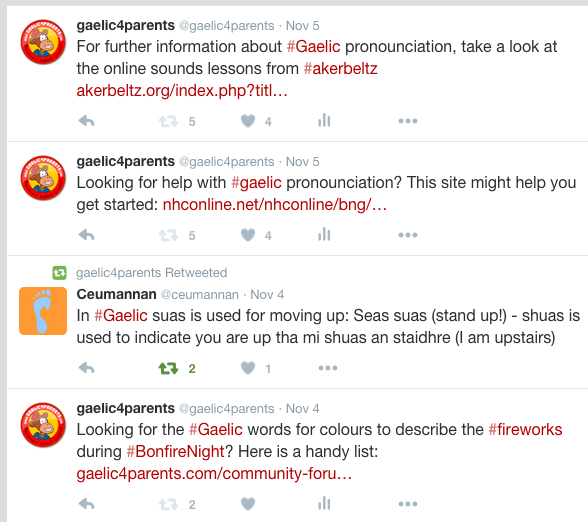 gaelic4parents @gaelic4parents · Nov 5
For further information about #Gaelic pronounciation, take a look at
the online sounds lessons from #akerbeltz
akerbeltz.org/index.php?titl…
5 4
gaelic4parents @gaelic4parents · Nov 5
Looking for help with #gaelic pronounciation? This site might help you
get started: nhconline.net/nhconline/bng/…
5 4
gaelic4parents Retweeted
Ceumannan @ceumannan · Nov 4
In #Gaelic suas is used for moving up: Seas suas (stand up!) - shuas is
used to indicate you are up tha mi shuas an staidhre (I am upstairs)
2 1
gaelic4parents @gaelic4parents · Nov 4
Looking for the #Gaelic words for colours to describe the #fireworks
during #BonfireNight? Here is a handy list:
gaelic4parents.com/community-foru…
2